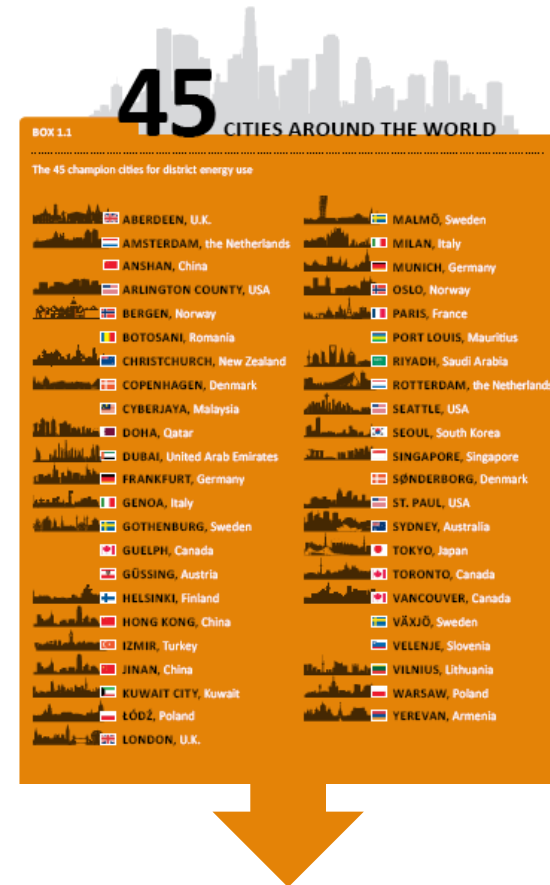 45 CITIES AROUND THE WORLD
BOX 1.1
The 45 champion cities for district energy use
ABERDEEN, U.K.
AMSTERDAM, the Netherlands
ANSHAN, China
ARLINGTON COUNTY, USA
BERGEN, Norway
BOTOSANI, Romania
CHRISTCHURCH, New Zealand
COPENHAGEN, Denmark
CYBERJAYA, Malaysia
DOHA, Qatar
DUBAI, United Arab Emirates
FRANKFURT, Germany
GENOA, Italy
GOTHENBURG, Sweden
GUELPH, Canada
GÜSSING, Austria
HELSINKI, Finland
HONG KONG, China
IZMIR, Turkey
JINAN, China
KUWAIT CITY, Kuwait
ŁÓDŹ, Poland
LONDON, U.K.
MALMÖ, Sweden
MILAN, Italy
MUNICH, Germany
OSLO, Norway
PARIS, France
PORT LOUIS, Mauritius
RIYADH, Saudi Arabia
ROTTERDAM, the Netherlands
SEATTLE, USA
SEOUL, South Korea
SINGAPORE, Singapore
SØNDERBORG, Denmark
ST. PAUL, USA
SYDNEY, Australia
TOKYO, Japan
TORONTO, Canada
VANCOUVER, Canada
VÄXJÖ, Sweden
VELENJE, Slovenia
VILNIUS, Lithuania
WARSAW, Poland
YEREVAN, Armenia